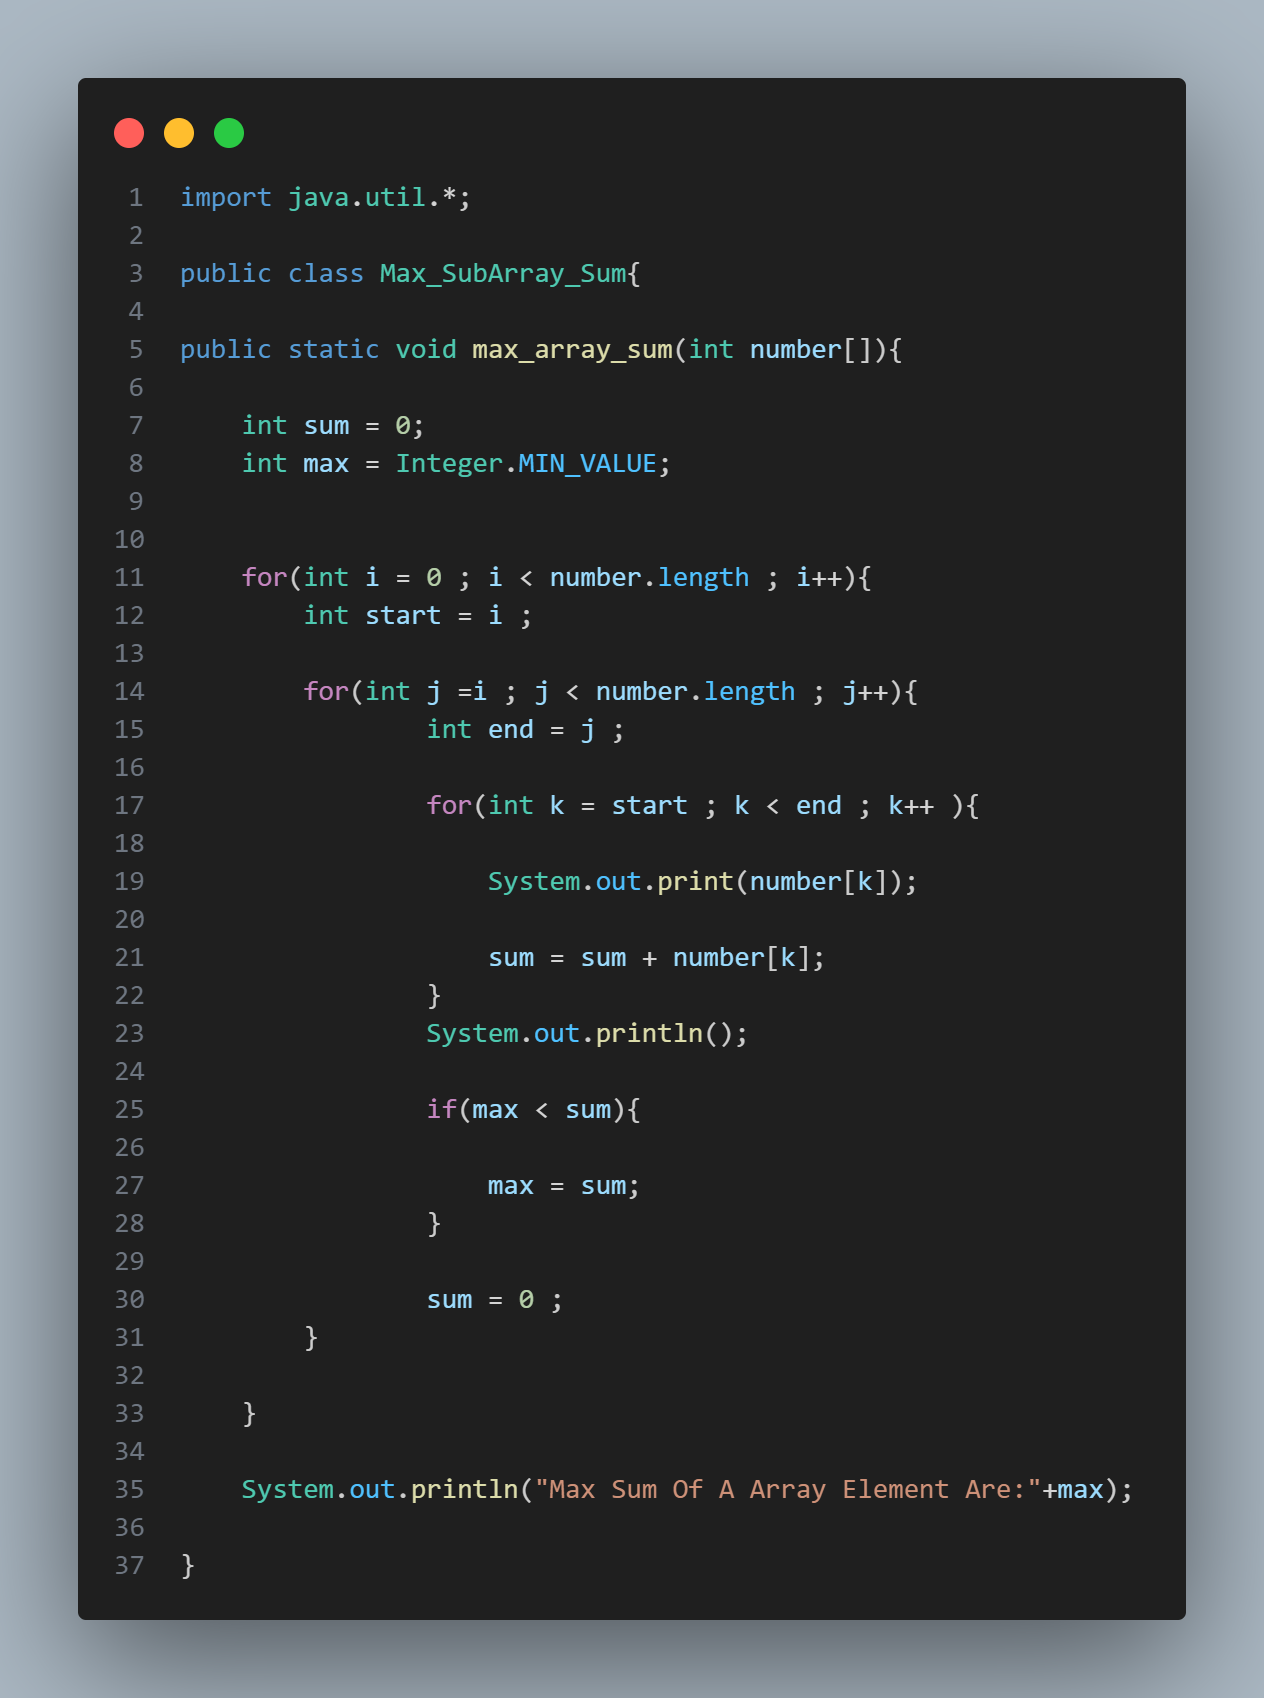 1 import java.util.*;
2
3 public class Max_SubArray_Sum{
4
5 public static void max_array_sum(int number[]){
6
7     int sum = 0;
8     int max = Integer.MIN_VALUE;
9
10
11     for(int i = 0 ; i < number.length ; i++){
12         int start = i ;
13
14         for(int j =i ; j < number.length ; j++){
15                 int end = j ;
16
17                 for(int k = start ; k < end ; k++ ){
18
19                     System.out.print(number[k]);
20
21                     sum = sum + number[k];
22                 }
23                 System.out.println();
24
25                 if(max < sum){
26
27                     max = sum;
28                 }
29
30                 sum = 0 ;
31         }
32
33     }
34
35     System.out.println("Max Sum Of A Array Element Are:"+max);
36
37 }